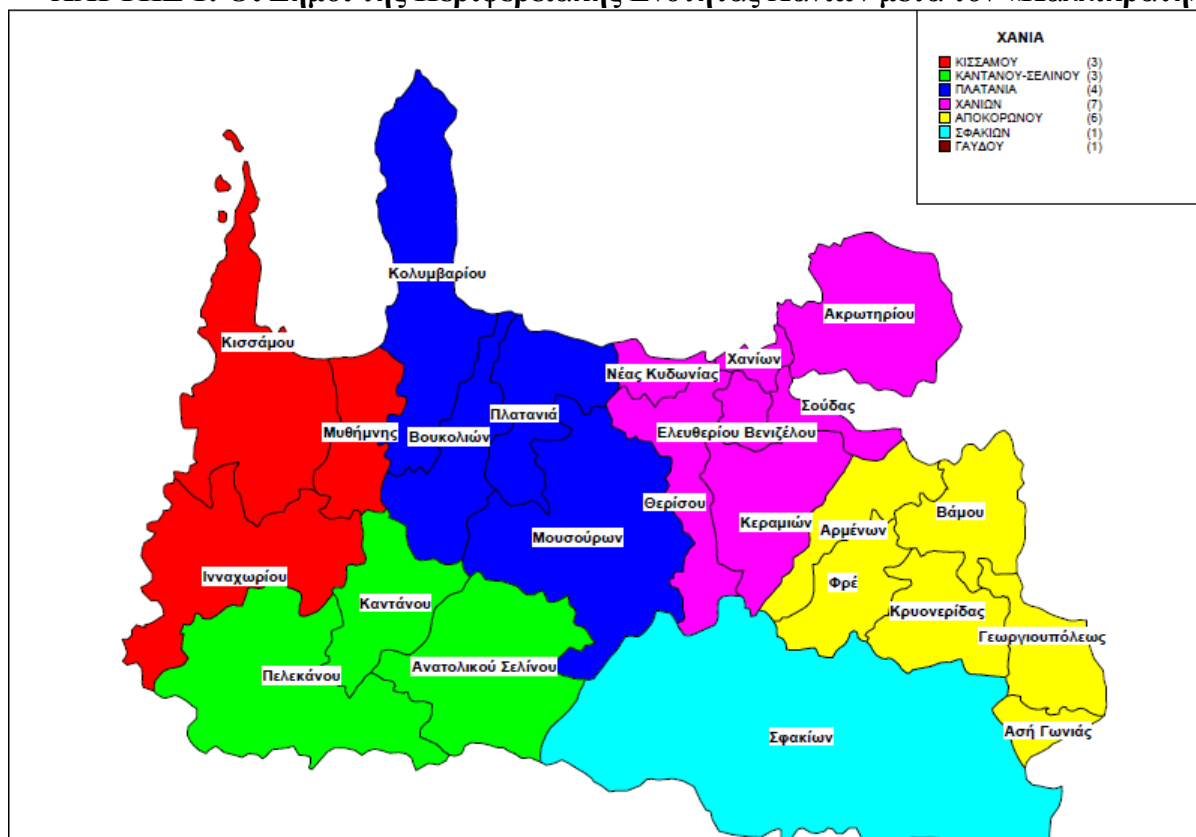 ΧΑΝΙΑ
ΚΙΣΣΑΜΟΥ (3)
ΚΑΝΤΑΝΟΥ-ΣΕΛΙΝΟΥ (3)
ΠΛΑΤΑΝΙΑ (4)
ΧΑΝΙΩΝ (7)
ΑΠΟΚΟΡΩΝΟΥ (6)
ΣΦΑΚΙΩΝ (1)
ΓΑΥΔΟΥ (1)
Κολυμβαρίου
Ακρωτηρίου
Κισσάμου
Χανίων
Νέας Κυδωνίας
Σούδας
Πλατανιά
Μυθήμνης
Βουκολιών
Ελευθερίου Βενιζέλου
Θερίσου
Κεραμιών
Βάμου
Αρμένων
Μουσούρων
Ινναχωρίου
Φρέ
Καντάνου
Κρυονερίδας
Γεωργιουπόλεως
Ανατολικού Σελίνου
Πελεκάνου
Ασή Γωνιάς
Σφακίων